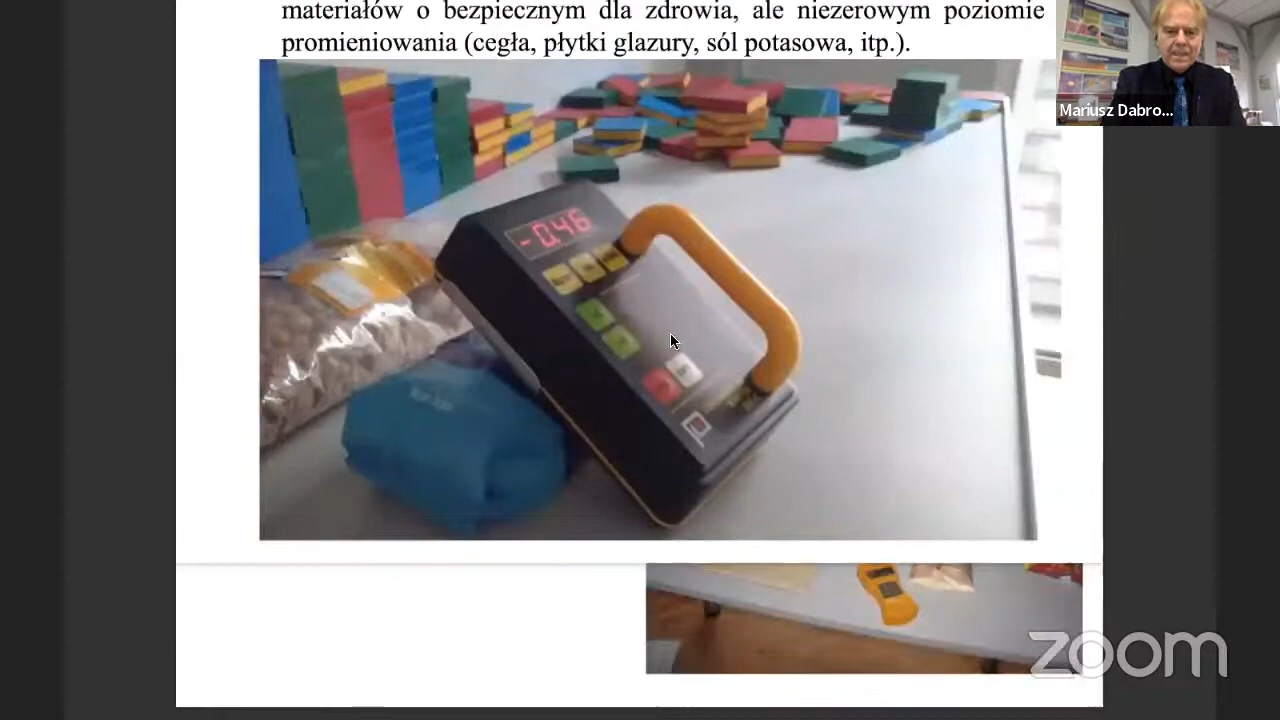 materiałów o bezpiecznym dla zdrowia, ale niezerowym poziomie
promieniowania (cegła, płytki glazury, sól potasowa, itp.).
Mariusz Dabro...
-0.46
zoom